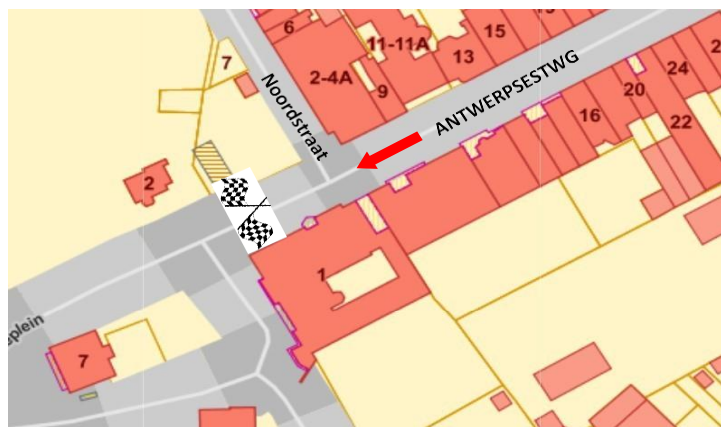 6
11-11A
15
13
7
2-4A
9
Noordstraat
ANTWERPSESTWG
24
20
16
22
2
1
eplein
7